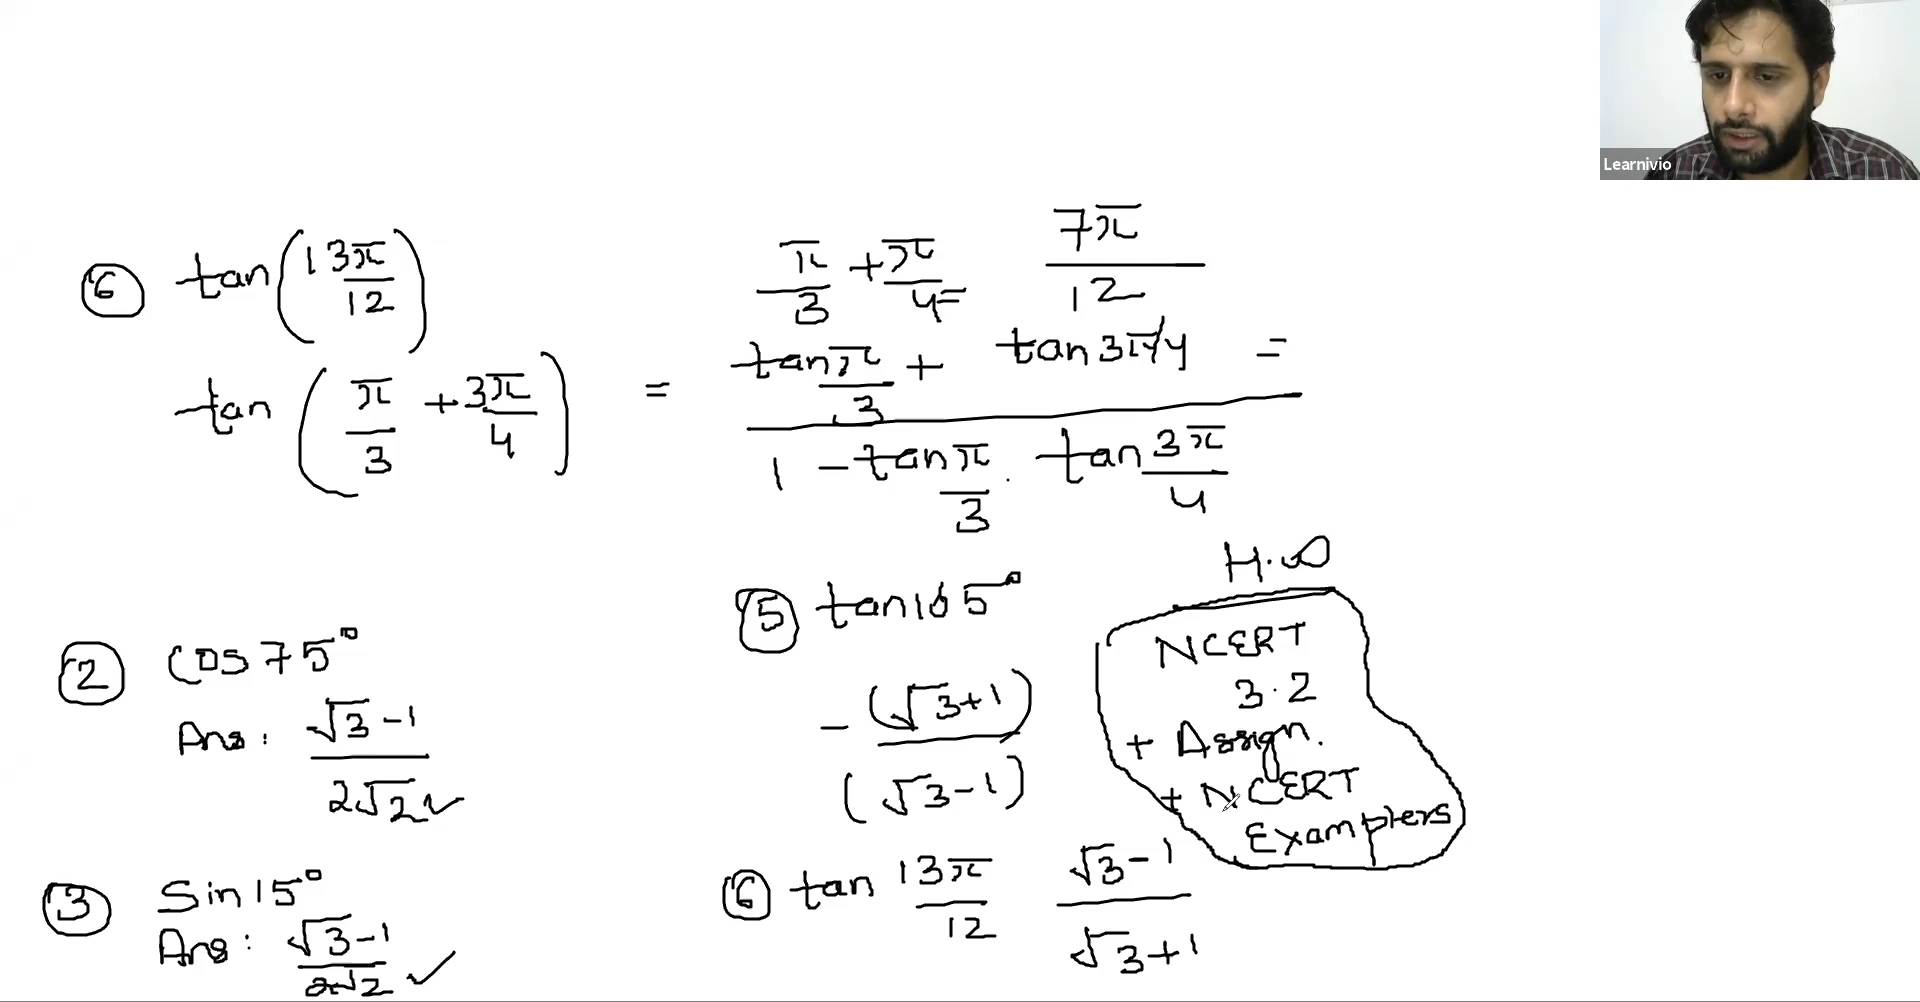 Learnivio
⑥ tan(13π/12)
π/3 + π/4 = 7π/12
tan(π/3 + 3π/4) = (tan π/3 + tan 3π/4)/(1 - tan π/3 . tan 3π/4) =
② Cos 75°
Ans: (√3-1)/(2√2) ✓
③ Sin 15°
Ans: (√3-1)/(2√2) ✓
⑤ tan 105°
-(√3+1)/(√3-1)
⑥ tan 13π/12 (√3-1)/(√3+1)
H.W
NCERT
3.2
+ Assign.
+ NCERT
Examplers